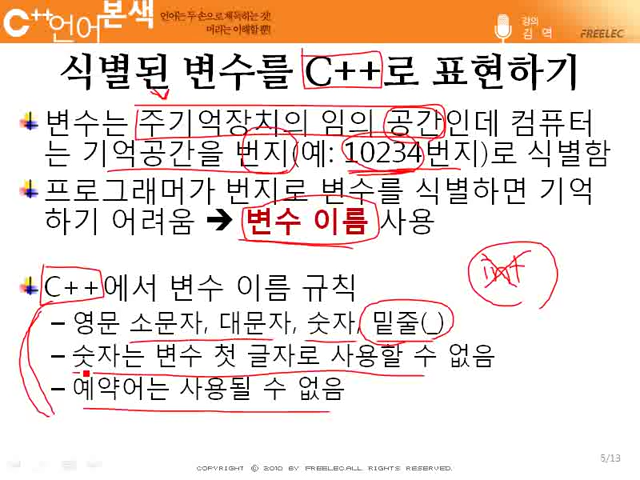 C++언어본색
언어는 두 손으로 체득하는 것!
머리는 이해할 뿐!
강의
김 역
FREELEC
식별된 변수를 C++로 표현하기
변수는 주기억장치의 임의 공간인데 컴퓨터
는 기억공간을 번지(예: 10234번지)로 식별함
프로그래머가 번지로 변수를 식별하면 기억
하기 어려움 → 변수 이름 사용
int
C++에서 변수 이름 규칙
– 영문 소문자, 대문자, 숫자, 밑줄(_)
– 숫자는 변수 첫 글자로 사용할 수 없음
– 예약어는 사용될 수 없음
5/13
COPYRIGHT ⓒ 2010 BY FREELEC.ALL RIGHTS RESERVED.